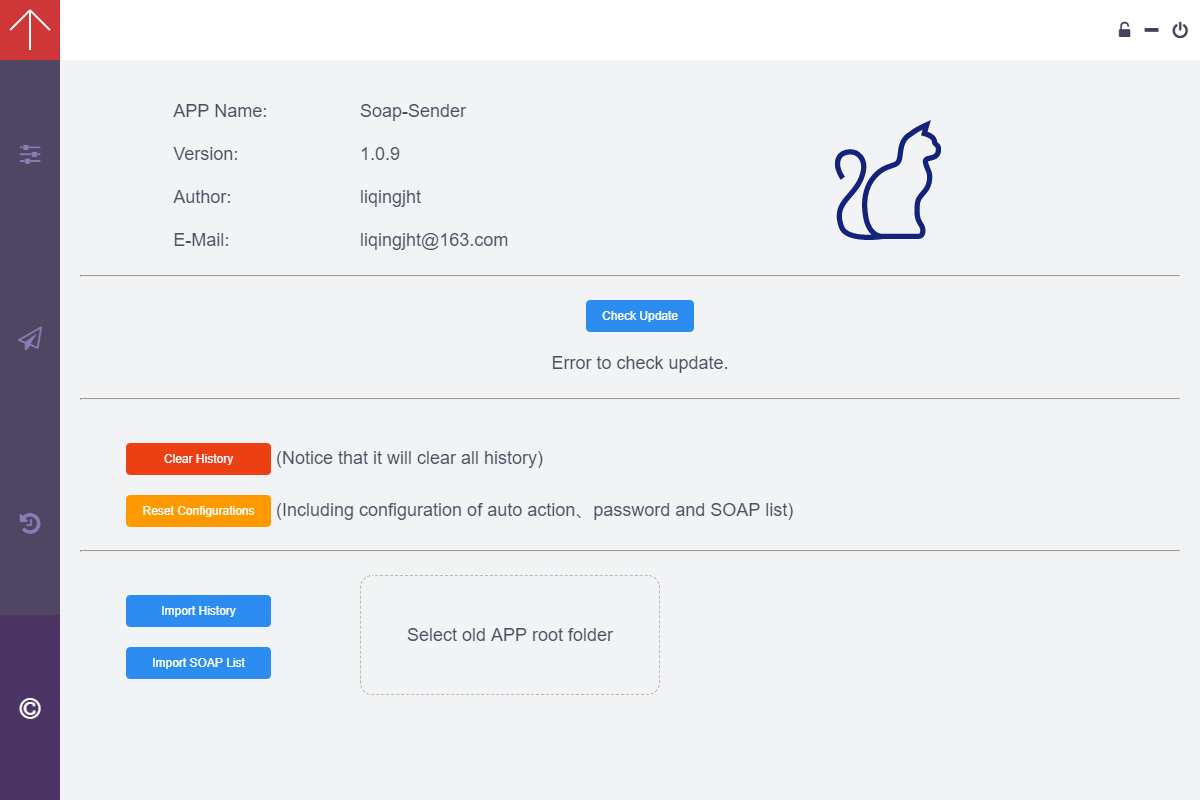 APP Name: Soap-Sender
Version: 1.0.9
Author: liqingjht
E-Mail: liqingjht@163.com
Check Update
Error to check update.
Clear History (Notice that it will clear all history)
Reset Configurations (Including configuration of auto action、password and SOAP list)
Import History
Select old APP root folder
Import SOAP List